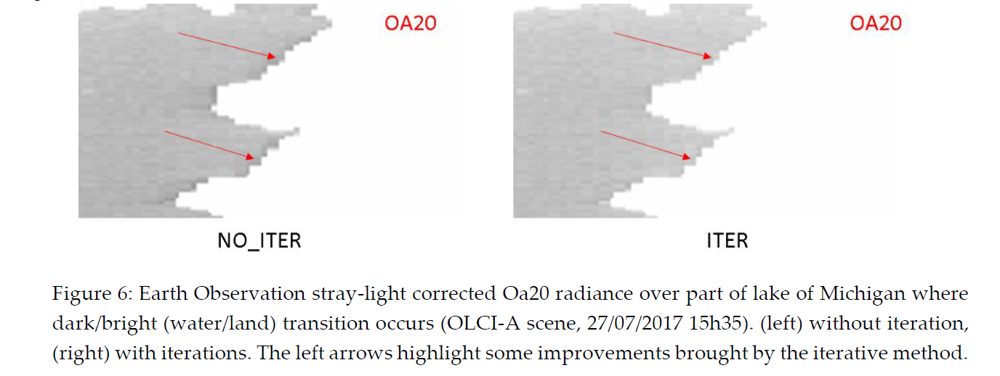 OA20 OA20
NO_ITER ITER
Figure 6: Earth Observation stray-light corrected Oa20 radiance over part of lake of Michigan where
dark/bright (water/land) transition occurs (OLCI-A scene, 27/07/2017 15h35). (left) without iteration,
(right) with iterations. The left arrows highlight some improvements brought by the iterative method.